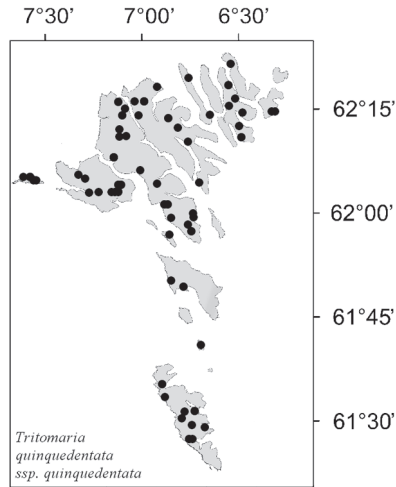 7°30’ 7°00’ 6°30’
62°15’
62°00’
61°45’
61°30’
Tritomaria
quinquedentata
ssp. quinquedentata